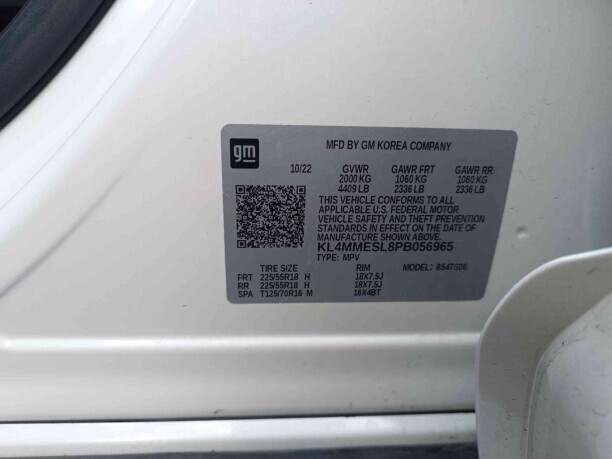 gm
MFD BY GM KOREA COMPANY
10/22 GVWR GAWR FRT GAWR RR
2000 KG 1060 KG 1060 KG
4409 LB 2336 LB 2336 LB
THIS VEHICLE CONFORMS TO ALL
APPLICABLE U.S. FEDERAL MOTOR
VEHICLE SAFETY AND THEFT PREVENTION
STANDARDS IN EFFECT ON THE DATE OF
MANUFACTURE SHOWN ABOVE.
KL4MMESL8PB056965
TYPE: MPV MODEL:
TIRE SIZE RIM
FRT 225/55R18 H 18X7.5J
RR 225/55R18 H 18X7.5J
SPA T125/70R16 M 16X4BT